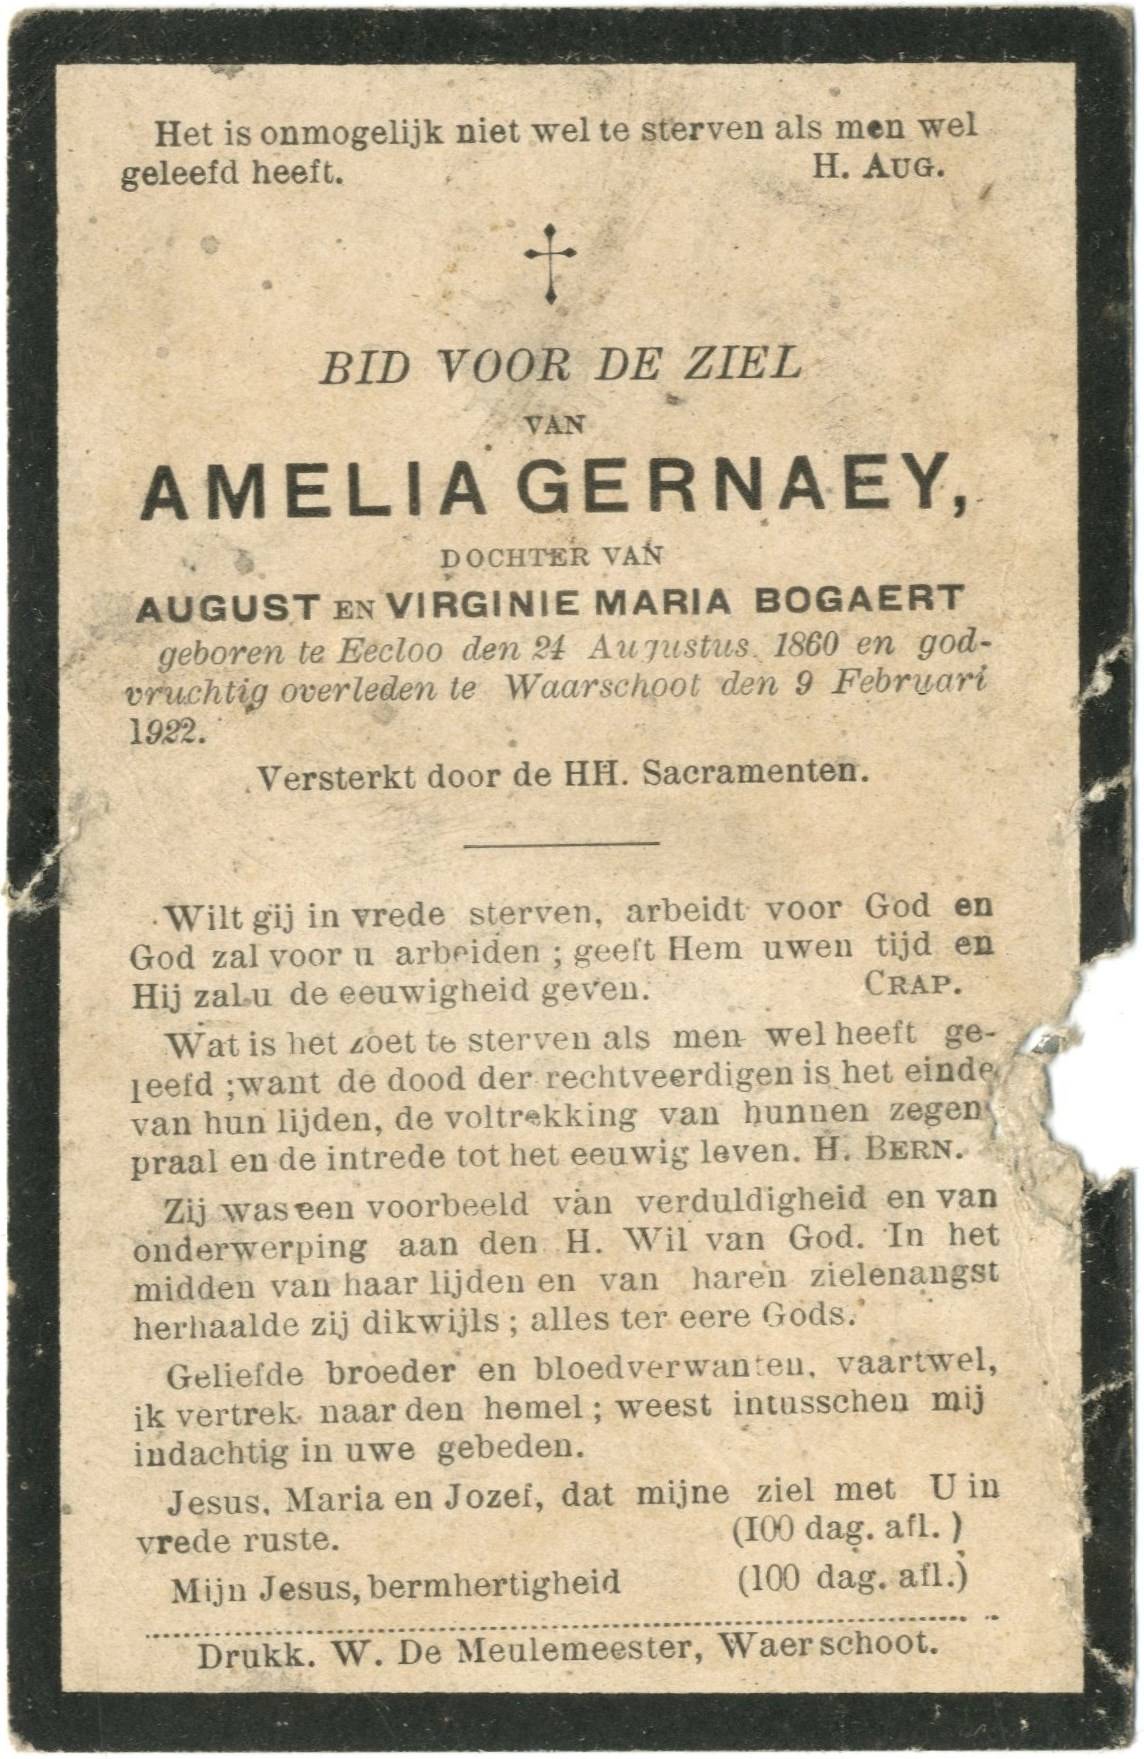 Het is onmogelijk niet wel te sterven als men wel
geleefd heeft. H. AUG.
BID VOOR DE ZIEL
VAN
AMELIA GERNAEY,
DOCHTER VAN
AUGUST EN VIRGINIE MARIA BOGAERT
geboren te Eecloo den 24 Augustus 1860 en god-
vruchtig overleden te Waarschoot den 9 Februari
1922.
Versterkt door de HH. Sacramenten.
Wilt gij in vrede sterven, arbeidt voor God en
God zal voor u arbeiden ; geeft Hem uwen tijd en
Hij zal u de eeuwigheid geven. CRAP.
Wat is het zoet te sterven als men wel heeft ge-
leefd ; want de dood der rechtveerdigen is het einde
van hun lijden, de voltrekking van hunnen zegen
praal en de intrede tot het eeuwig leven. H. BERN.
Zij was een voorbeeld van verduldigheid en van
onderwerping aan den H. Wil van God. In het
midden van haar lijden en van haren zielenangst
herhaalde zij dikwijls ; alles ter eere Gods.
Geliefde broeder en bloedverwanten, vaartwel,
ik vertrek naar den hemel ; weest intusschen mij
indachtig in uwe gebeden.
Jesus, Maria en Jozef, dat mijne ziel met U in
vrede ruste. (100 dag. afl. )
Mijn Jesus, bermhertigheid (100 dag. afl.)
Drukk. W. De Meulemeester, Waerschoot.